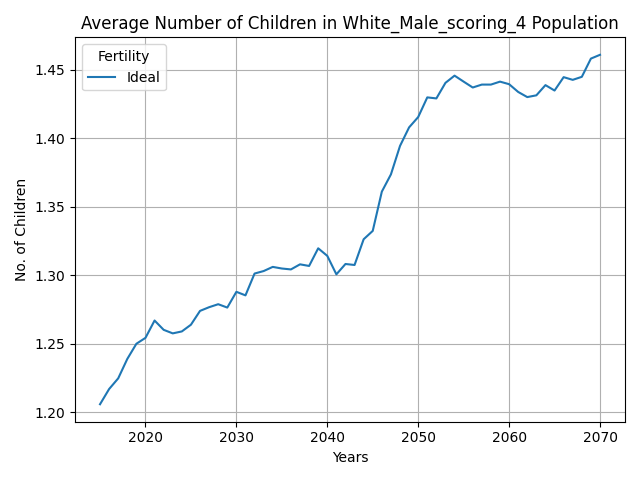 Average Number of Children in White_Male_scoring_4 Population
Fertility
Ideal
No. of Children
1.45
1.40
1.35
1.30
1.25
1.20
2020 2030 2040 2050 2060 2070
Years